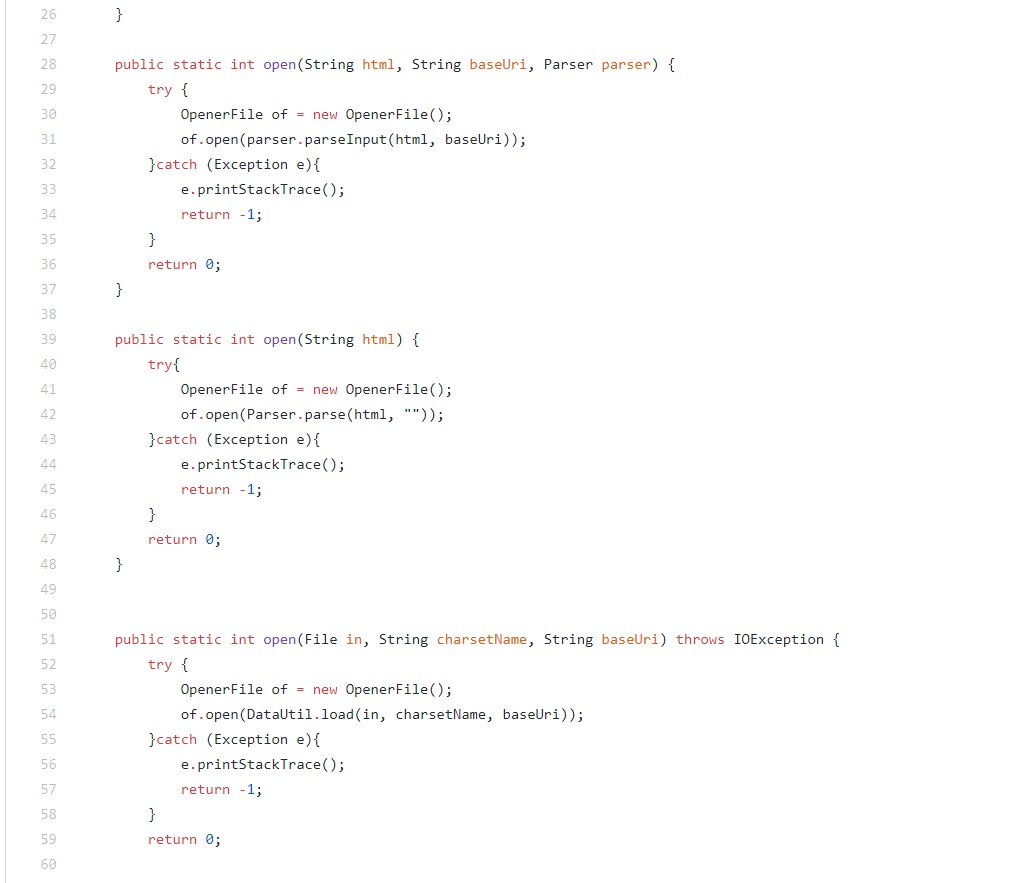 26 }
27
28 public static int open(String html, String baseUri, Parser parser) {
29 try {
30 OpenerFile of = new OpenerFile();
31 of.open(parser.parseInput(html, baseUri));
32 }catch (Exception e){
33 e.printStackTrace();
34 return -1;
35 }
36 return 0;
37 }
38
39 public static int open(String html) {
40 try{
41 OpenerFile of = new OpenerFile();
42 of.open(Parser.parse(html, ""));
43 }catch (Exception e){
44 e.printStackTrace();
45 return -1;
46 }
47 return 0;
48 }
49
50
51 public static int open(File in, String charsetName, String baseUri) throws IOException {
52 try {
53 OpenerFile of = new OpenerFile();
54 of.open(DataUtil.load(in, charsetName, baseUri));
55 }catch (Exception e){
56 e.printStackTrace();
57 return -1;
58 }
59 return 0;
60